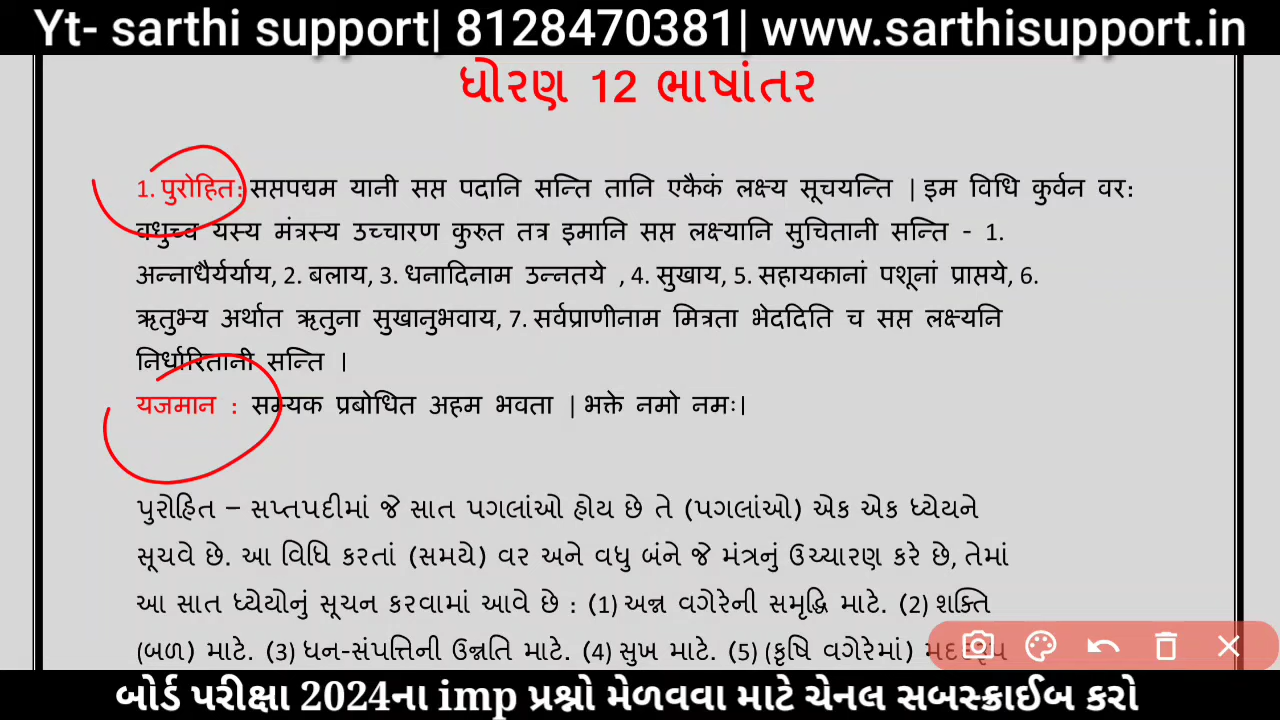 Yt- sarthi support| 8128470381| www.sarthisupport.in
ધોરણ 12 ભાષાંતર
1. पुरोहित: सप्तपद्यम यानी सप्त पदानि सन्ति तानि एकैकं लक्ष्य सूचयन्ति | इम विधि कुर्वन वर:
वधुच्व यस्य मंत्रस्य उच्चारण कुरुत तत्र इमानि सप्त लक्ष्यानि सुचितानी सन्ति - 1.
अन्नाधैर्यर्याय, 2. बलाय, 3. धनादिनाम उन्नतये , 4. सुखाय, 5. सहायकानां पशूनां प्राप्तये, 6.
ऋतुभ्य अर्थात ऋतुना सुखानुभवाय, 7. सर्वप्राणीनाम मित्रता भेददिति च सप्त लक्ष्यनि
निर्धारितानी सन्ति ।
यजमान : सम्यक प्रबोधित अहम भवता | भक्ते नमो नमः।
પુરોહિત – સપ્તપદીમાં જે સાત પગલાંઓ હોય છે તે (પગલાંઓ) એક એક ધ્યેયને
સૂચવે છે. આ વિધિ કરતાં (સમયે) વર અને વધુ બંને જે મંત્રનું ઉચ્ચારણ કરે છે, તેમાં
આ સાત ધ્યેયોનું સૂચન કરવામાં આવે છે : (1) અન્ન વગેરેની સમૃદ્ધિ માટે. (2) શક્તિ
(બળ) માટે. (3) ધન-સંપત્તિની ઉન્નતિ માટે. (4) સુખ માટે. (5) (કૃષિ વગેરેમાં)
બોર્ડ પરીક્ષા 2024ના imp પ્રશ્નો મેળવવા માટે ચેનલ સબસ્ક્રાઈબ કરો